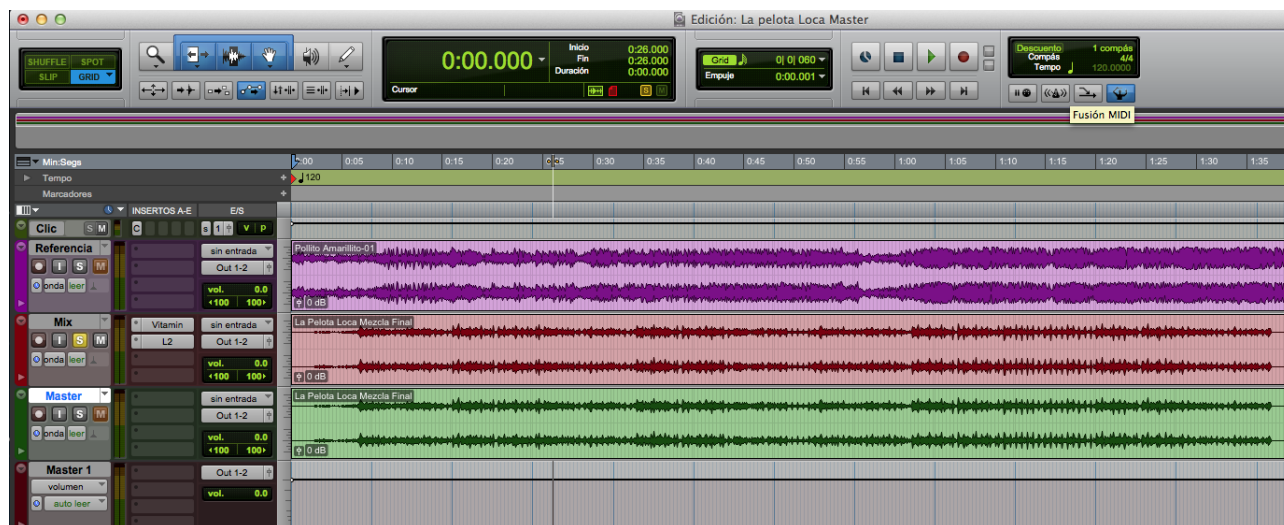 Edición: La pelota Loca Master
SHUFFLE SPOT
SLIP GRID
0:00.000
Inicio 0:26.000
Fin 0:26.000
Duración 0:00.000
Cursor
S M
Grid 0| 0| 060
Empuje 0:00.001
Descuento 1 compás
Compás 4/4
Tempo 120.0000
Fusión MIDI
Min:Segs
0:05 0:10 0:15 0:20 0:30 0:35 0:40 0:45 0:50 0:55 1:00 1:05 1:10 1:15 1:20 1:25 1:30 1:35
Tempo
120
Marcadores
INSERTOS A-E E/S
Clic S M C s 1 V p
Referencia
I S M
onda leer
sin entrada
Out 1-2
vol. 0.0
100 100
Pollito Amarillito-01
0 dB
Mix
I S M
onda leer
Vitamin
L2
sin entrada
Out 1-2
vol. 0.0
100 100
La Pelota Loca Mezcla Final
0 dB
Master
I S M
onda leer
sin entrada
Out 1-2
vol. 0.0
100 100
La Pelota Loca Mezcla Final
0 dB
Master 1
volumen
auto leer
Out 1-2
vol. 0.0